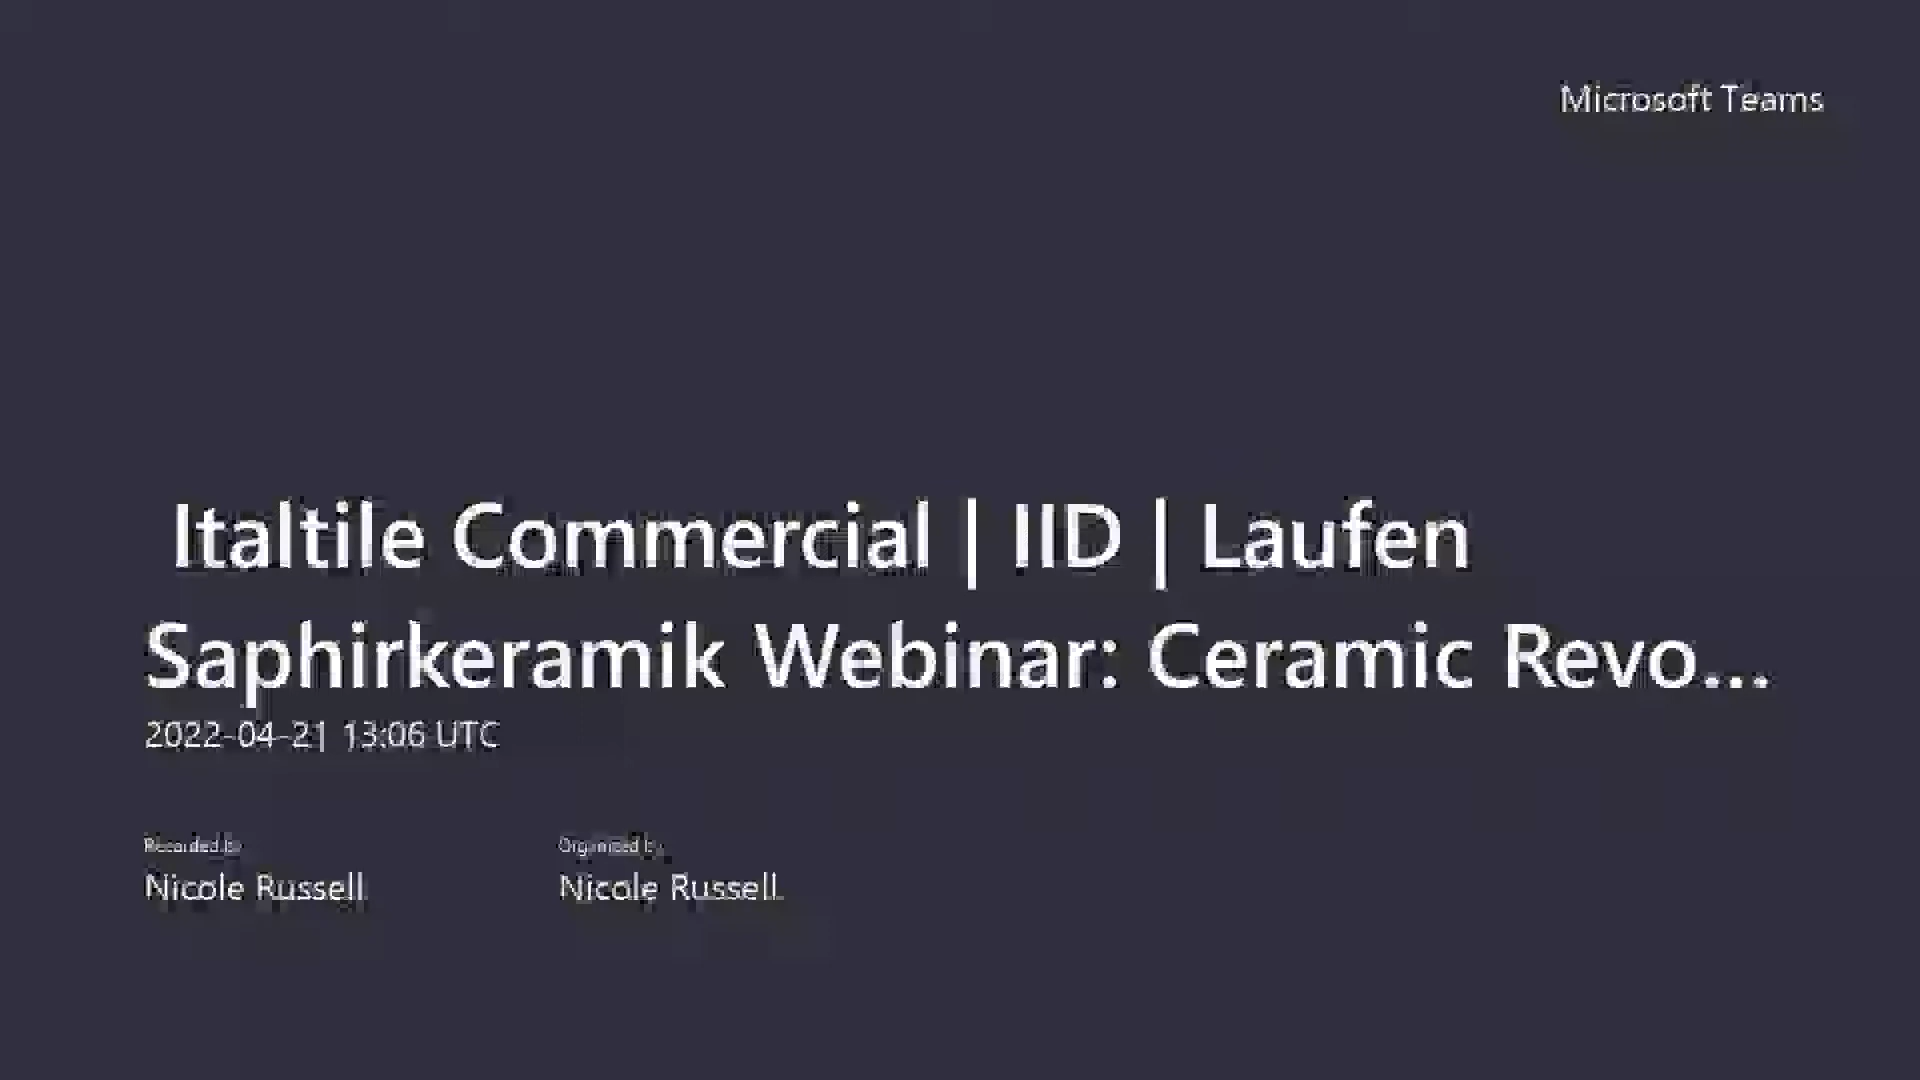 Microsoft Teams
Italtile Commercial | IID | Laufen
Saphirkeramik Webinar: Ceramic Revo...
2022-04-21 13:06 UTC
Recorded by Organized by
Nicole Russell Nicole Russell